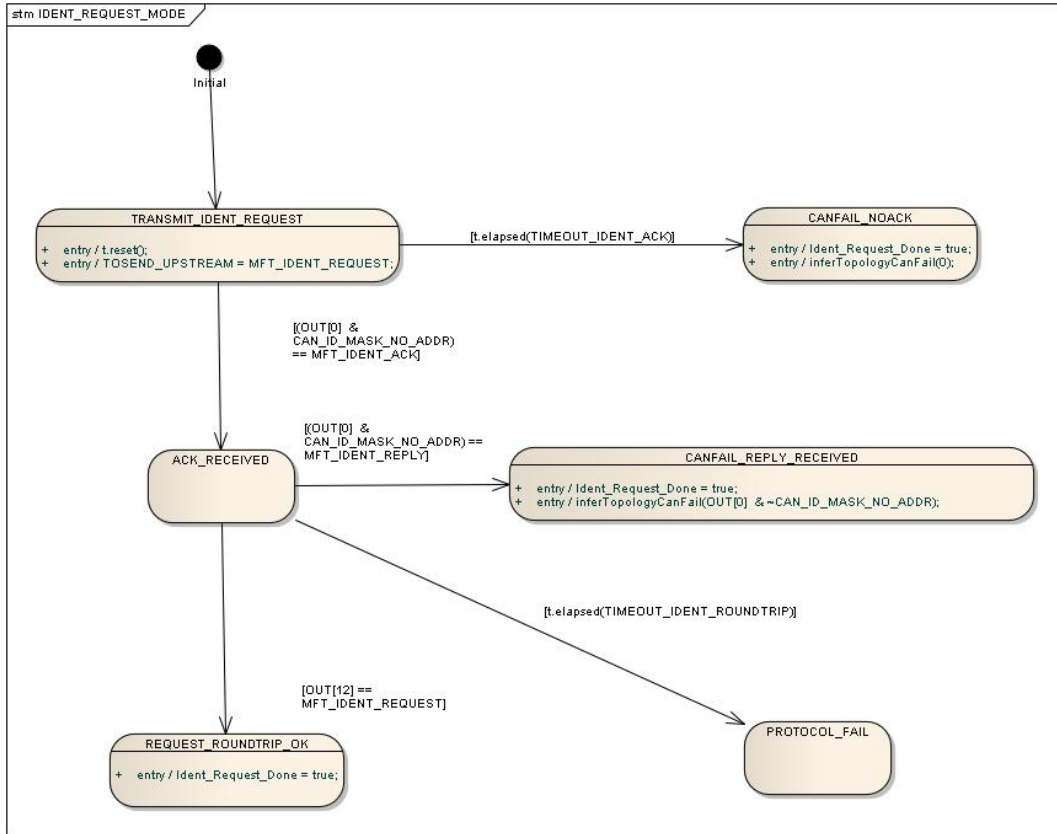 stm IDENT_REQUEST_MODE
Initial
TRANSMIT_IDENT_REQUEST
+ entry / t.reset();
+ entry / TOSEND_UPSTREAM = MFT_IDENT_REQUEST;
[t.elapsed(TIMEOUT_IDENT_ACK)]
CANFAIL_NOACK
+ entry / Ident_Request_Done = true;
+ entry / inferTopologyCanFail(0);
[(OUT[0] &
CAN_ID_MASK_NO_ADDR)
== MFT_IDENT_ACK]
ACK_RECEIVED
[(OUT[0] &
CAN_ID_MASK_NO_ADDR) ==
MFT_IDENT_REPLY]
CANFAIL_REPLY_RECEIVED
+ entry / Ident_Request_Done = true;
+ entry / inferTopologyCanFail(OUT[0] & ~CAN_ID_MASK_NO_ADDR);
[t.elapsed(TIMEOUT_IDENT_ROUNDTRIP)]
[OUT[12] ==
MFT_IDENT_REQUEST]
REQUEST_ROUNDTRIP_OK
+ entry / Ident_Request_Done = true;
PROTOCOL_FAIL